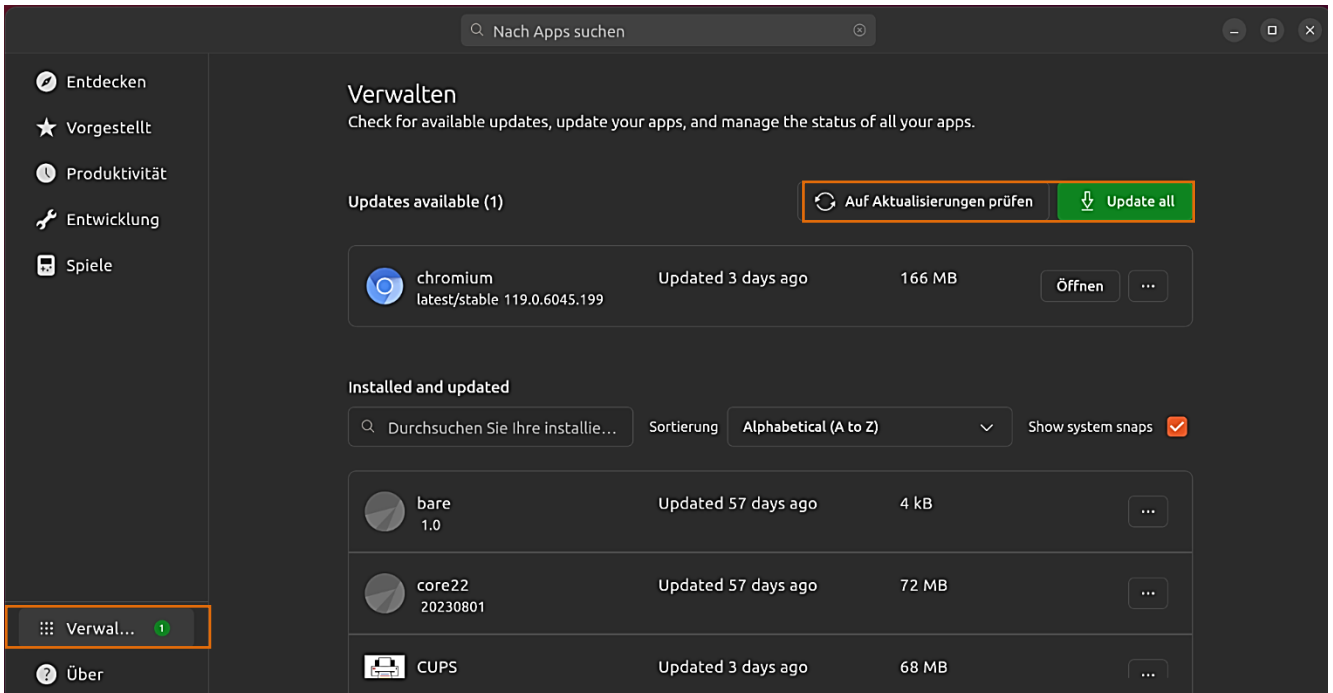 Nach Apps suchen
Entdecken
Vorgestellt
Produktivität
Entwicklung
Spiele
Verwal... 1
Über
Verwalten
Check for available updates, update your apps, and manage the status of all your apps.
Updates available (1)
Auf Aktualisierungen prüfen
Update all
chromium
latest/stable 119.0.6045.199
Updated 3 days ago
166 MB
Öffnen
...
Installed and updated
Durchsuchen Sie Ihre installie...
Sortierung
Alphabetical (A to Z)
Show system snaps
bare
1.0
Updated 57 days ago
4 kB
...
core22
20230801
Updated 57 days ago
72 MB
...
CUPS
Updated 3 days ago
68 MB
...